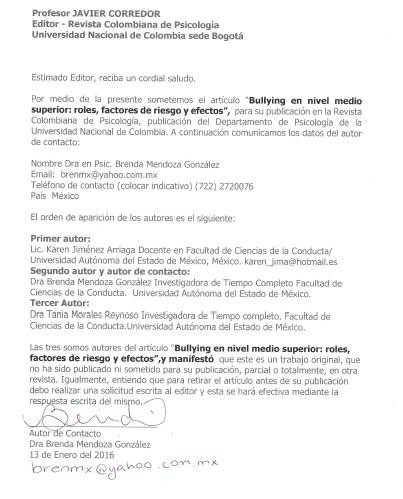 Profesor JAVIER CORREDOR
Editor - Revista Colombiana de Psicología
Universidad Nacional de Colombia sede Bogotá
Estimado Editor, reciba un cordial saludo.
Por medio de la presente sometemos el artículo "Bullying en nivel medio
superior: roles, factores de riesgo y efectos", para su publicación en la Revista
Colombiana de Psicología, publicación del Departamento de Psicología de la
Universidad Nacional de Colombia. A continuación comunicamos los datos del autor
de contacto:
Nombre Dra en Psic. Brenda Mendoza González
Email: brenmx@yahoo.com.mx
Teléfono de contacto (colocar indicativo) (722) 2720076
País México
El orden de aparición de los autores es el siguiente:
Primer autor:
Lic. Karen Jiménez Arriaga Docente en Facultad de Ciencias de la Conducta/
Universidad Autónoma del Estado de México, México. karen_jima@hotmail.es
Segundo autor y autor de contacto:
Dra Brenda Mendoza González Investigadora de Tiempo Completo Facultad de
Ciencias de la Conducta. Universidad Autónoma del Estado de México.
Tercer Autor:
Dra Tania Morales Reynoso Investigadora de Tiempo Completo. Facultad de
Ciencias de la Conducta.Universidad Autónoma del Estado de México.
Las tres somos autores del artículo "Bullying en nivel medio superior: roles,
factores de riesgo y efectos",y manifestó que este es un trabajo original, que
no ha sido publicado ni sometido para su publicación, parcial o totalmente, en otra
revista. Igualmente, entiendo que para retirar el artículo antes de su publicación
debo realizar una solicitud escrita al editor y esta se hará efectiva mediante la
respuesta escrita del mismo.
Autor de Contacto
Dra Brenda Mendoza González
13 de Enero del 2016
brenmx@yahoo.com.mx